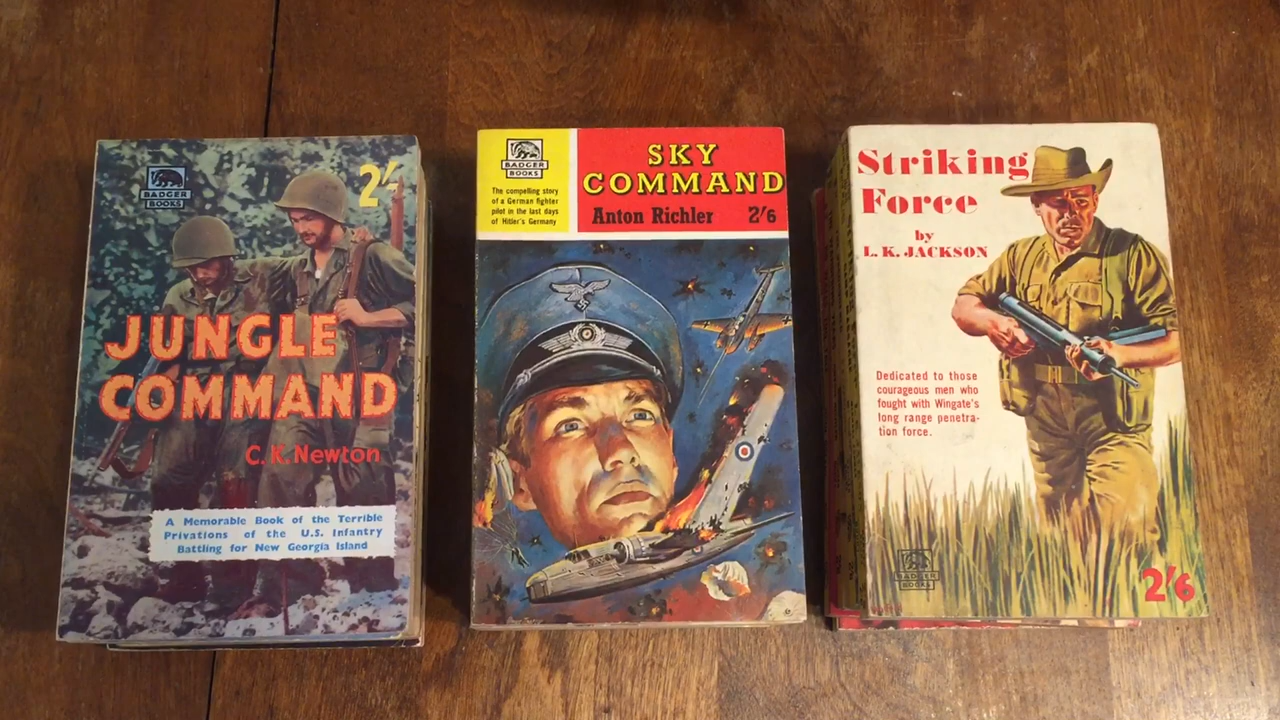 BADGER
BOOKS
2/-
JUNGLE
COMMAND
C. K. Newton
A Memorable Book of the Terrible
Privations of the U.S. Infantry
Battling for New Georgia Island
BADGER
BOOKS
The compelling story
of a German fighter
pilot in the last days
of Hitler's Germany
SKY
COMMAND
Anton Richler 2/6
Striking
Force
by
L. K. JACKSON
Dedicated to those
courageous men who
fought with Wingate's
long range penetra-
tion force.
BADGER
BOOKS
2/6